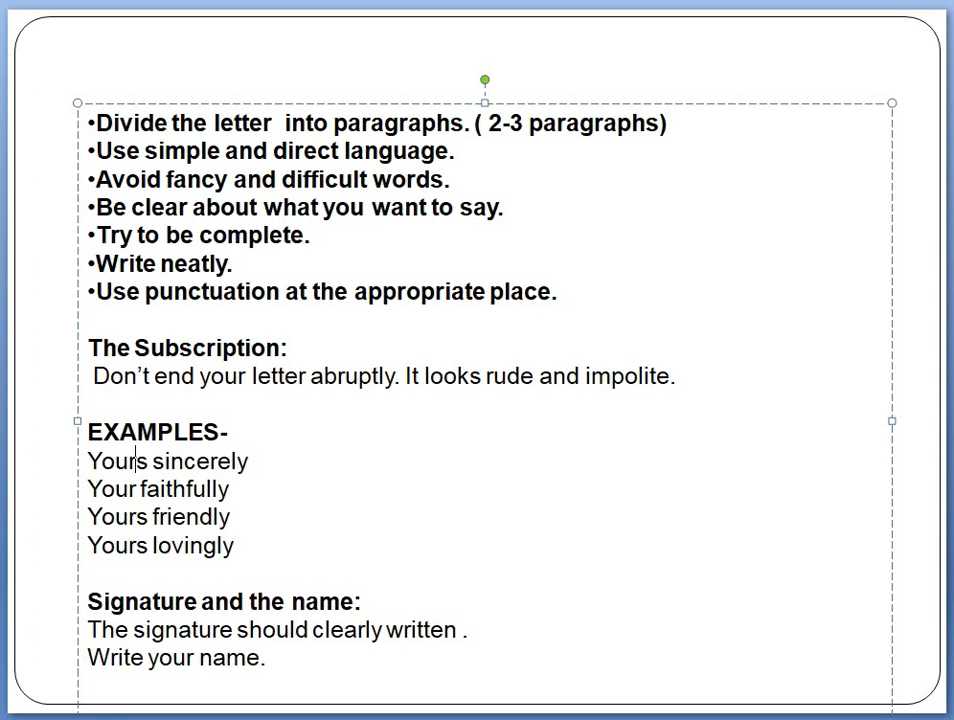 •Divide the letter into paragraphs. ( 2-3 paragraphs)
•Use simple and direct language.
•Avoid fancy and difficult words.
•Be clear about what you want to say.
•Try to be complete.
•Write neatly.
•Use punctuation at the appropriate place.
The Subscription:
Don’t end your letter abruptly. It looks rude and impolite.
EXAMPLES-
Yours sincerely
Your faithfully
Yours friendly
Yours lovingly
Signature and the name:
The signature should clearly written .
Write your name.